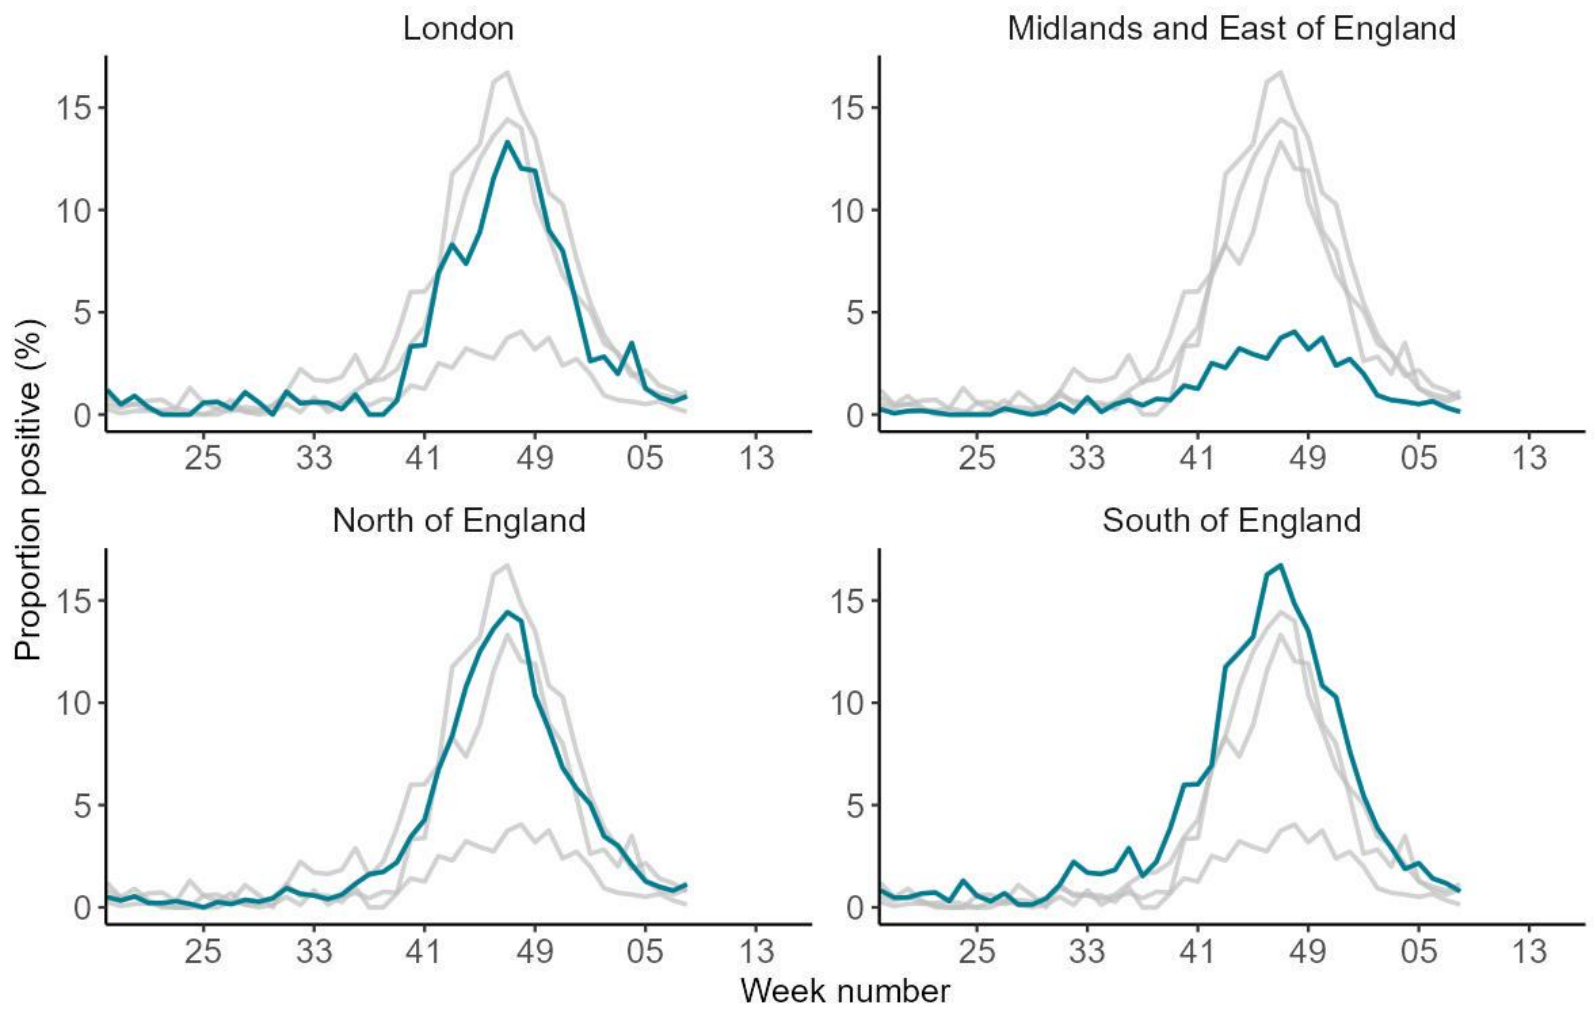 London
Midlands and East of England
15
10
5
0
25 33 41 49 05 13
15
10
5
0
25 33 41 49 05 13
North of England
South of England
15
10
5
0
25 33 41 49 05 13
15
10
5
0
25 33 41 49 05 13
Proportion positive (%)
Week number